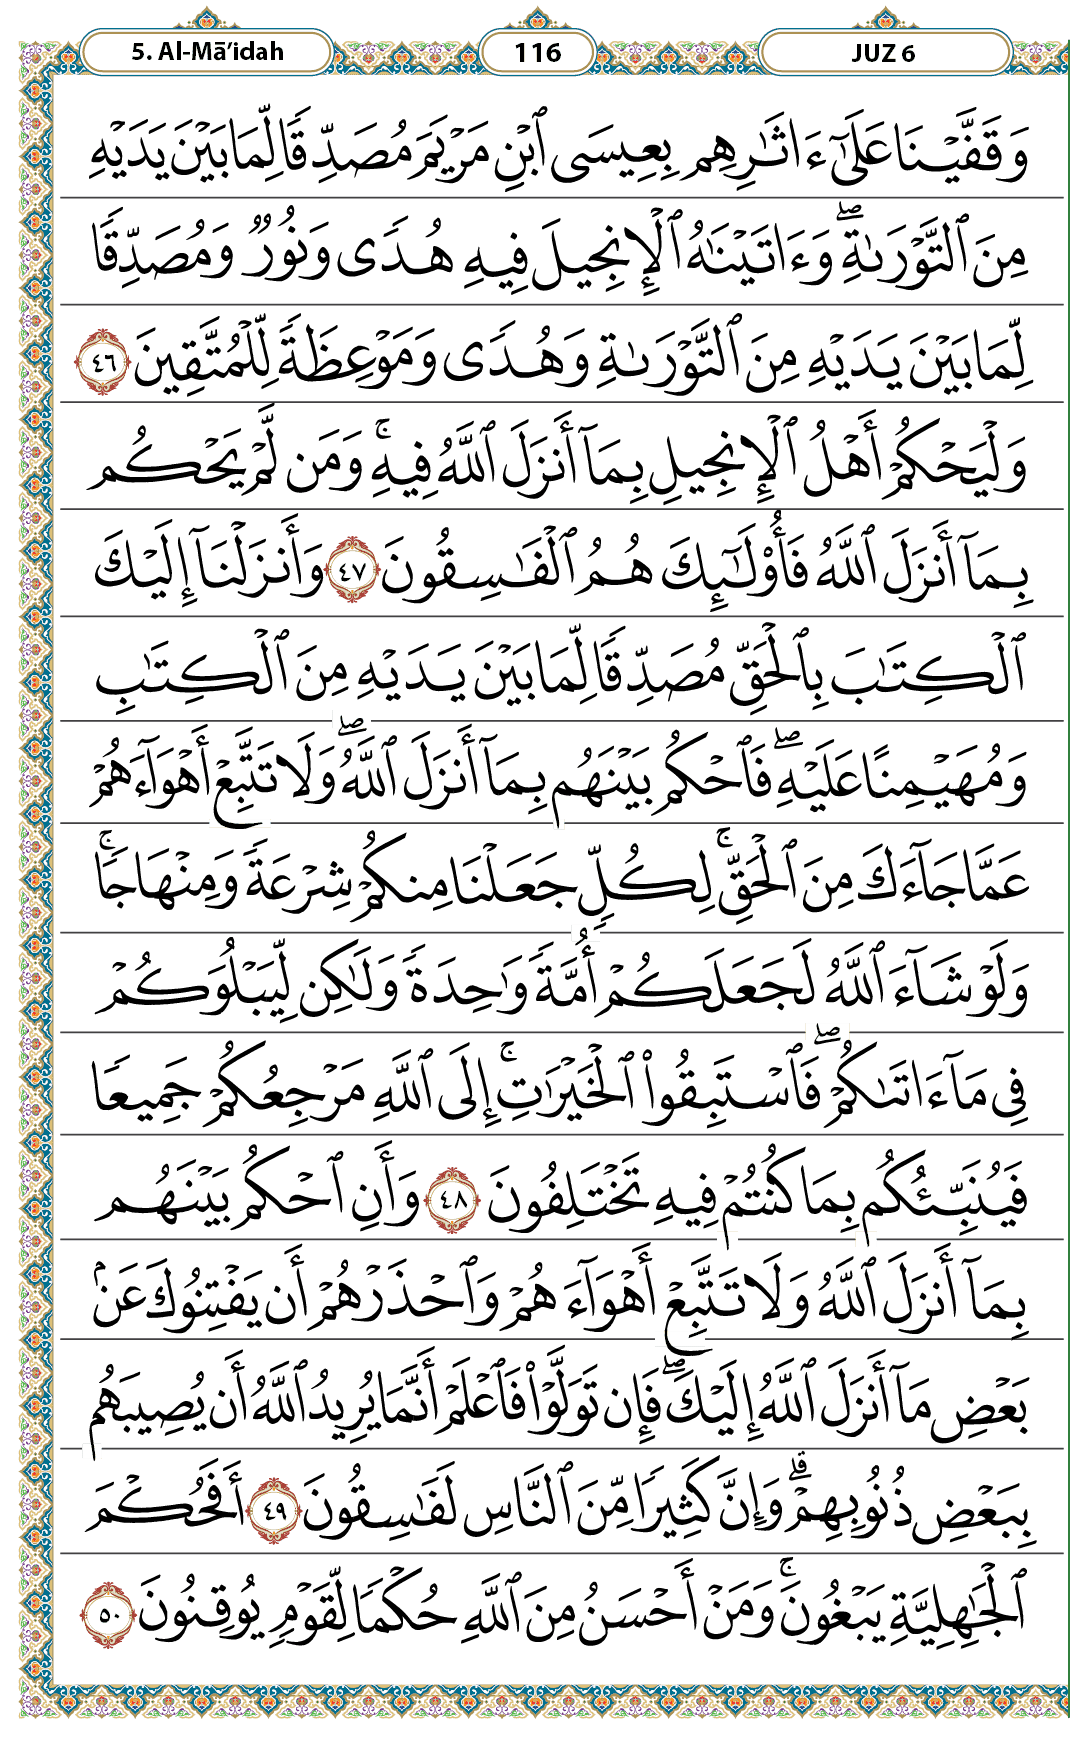 5. Al-Mā’idah 116 JUZ 6
وَقَفَّيْنَا عَلَىٰٓ ءَاثَٰرِهِم بِعِيسَى ٱبْنِ مَرْيَمَ مُصَدِّقًا لِّمَا بَيْنَ يَدَيْهِ
مِنَ ٱلتَّوْرَىٰةِ ۖ وَءَاتَيْنَٰهُ ٱلْإِنجِيلَ فِيهِ هُدًى وَنُورٌ وَمُصَدِّقًا
لِّمَا بَيْنَ يَدَيْهِ مِنَ ٱلتَّوْرَىٰةِ وَهُدًى وَمَوْعِظَةً لِّلْمُتَّقِينَ ٤٦
وَلْيَحْكُمْ أَهْلُ ٱلْإِنجِيلِ بِمَآ أَنزَلَ ٱللَّهُ فِيهِ ۚ وَمَن لَّمْ يَحْكُم
بِمَآ أَنزَلَ ٱللَّهُ فَأُو۟لَٰٓئِكَ هُمُ ٱلْفَٰسِقُونَ ٤٧ وَأَنزَلْنَآ إِلَيْكَ
ٱلْكِتَٰبَ بِٱلْحَقِّ مُصَدِّقًا لِّمَا بَيْنَ يَدَيْهِ مِنَ ٱلْكِتَٰبِ
وَمُهَيْمِنًا عَلَيْهِ ۖ فَٱحْكُم بَيْنَهُم بِمَآ أَنزَلَ ٱللَّهُ ۖ وَلَا تَتَّبِعْ أَهْوَآءَهُمْ
عَمَّا جَآءَكَ مِنَ ٱلْحَقِّ ۚ لِكُلٍّ جَعَلْنَا مِنكُمْ شِرْعَةً وَمِنْهَاجًا ۚ
وَلَوْ شَآءَ ٱللَّهُ لَجَعَلَكُمْ أُمَّةً وَٰحِدَةً وَلَٰكِن لِّيَبْلُوَكُمْ
فِى مَآ ءَاتَىٰكُمْ ۖ فَٱسْتَبِقُوا۟ ٱلْخَيْرَٰتِ ۚ إِلَى ٱللَّهِ مَرْجِعُكُمْ جَمِيعًا
فَيُنَبِّئُكُم بِمَا كُنتُمْ فِيهِ تَخْتَلِفُونَ ٤٨ وَأَنِ ٱحْكُم بَيْنَهُم
بِمَآ أَنزَلَ ٱللَّهُ وَلَا تَتَّبِعْ أَهْوَآءَهُمْ وَٱحْذَرْهُمْ أَن يَفْتِنُوكَ عَنۢ
بَعْضِ مَآ أَنزَلَ ٱللَّهُ إِلَيْكَ ۖ فَإِن تَوَلَّوْا۟ فَٱعْلَمْ أَنَّمَا يُرِيدُ ٱللَّهُ أَن يُصِيبَهُم
بِبَعْضِ ذُنُوبِهِمْ ۗ وَإِنَّ كَثِيرًا مِّنَ ٱلنَّاسِ لَفَٰسِقُونَ ٤٩ أَفَحُكْمَ
ٱلْجَٰهِلِيَّةِ يَبْغُونَ ۚ وَمَنْ أَحْسَنُ مِنَ ٱللَّهِ حُكْمًا لِّقَوْمٍ يُوقِنُونَ ٥٠